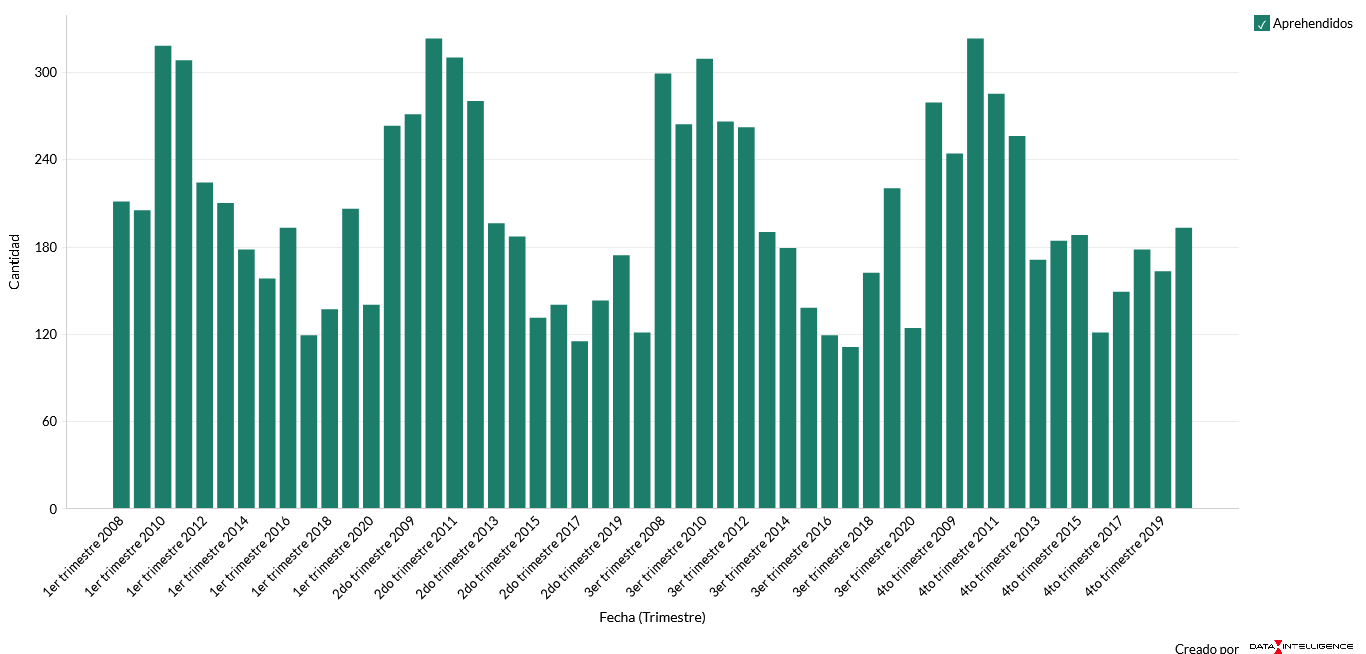 Aprehendidos
Cantidad
300
240
180
120
60
0
1er trimestre 2008
1er trimestre 2010
1er trimestre 2012
1er trimestre 2014
1er trimestre 2016
1er trimestre 2018
1er trimestre 2020
2do trimestre 2009
2do trimestre 2011
2do trimestre 2013
2do trimestre 2015
2do trimestre 2017
2do trimestre 2019
3er trimestre 2008
3er trimestre 2010
3er trimestre 2012
3er trimestre 2014
3er trimestre 2016
3er trimestre 2018
3er trimestre 2020
4to trimestre 2009
4to trimestre 2011
4to trimestre 2013
4to trimestre 2015
4to trimestre 2017
4to trimestre 2019
Fecha (Trimestre)
Creado por DATA INTELLIGENCE